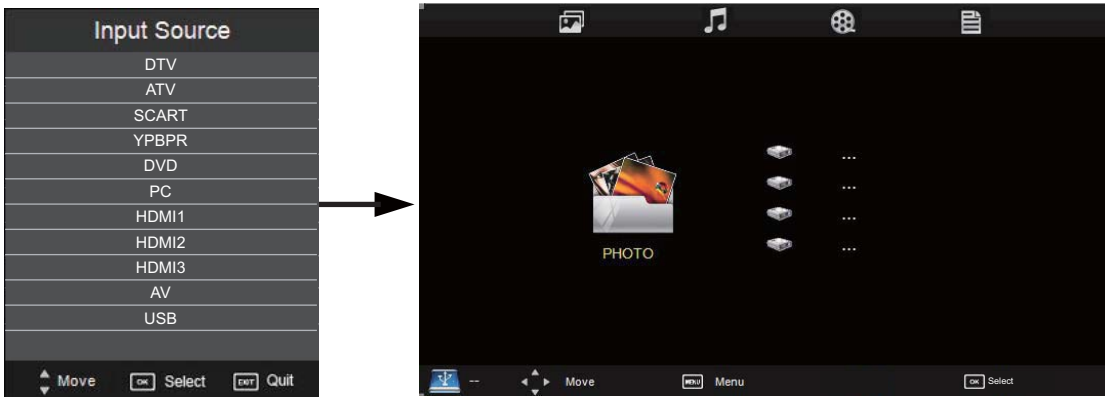 Input Source
DTV
ATV
SCART
YPBPR
DVD
PC
HDMI1
HDMI2
HDMI3
AV
USB
Move OK Select EXIT Quit
...
...
...
...
PHOTO
-- Move MENU Menu OK Select